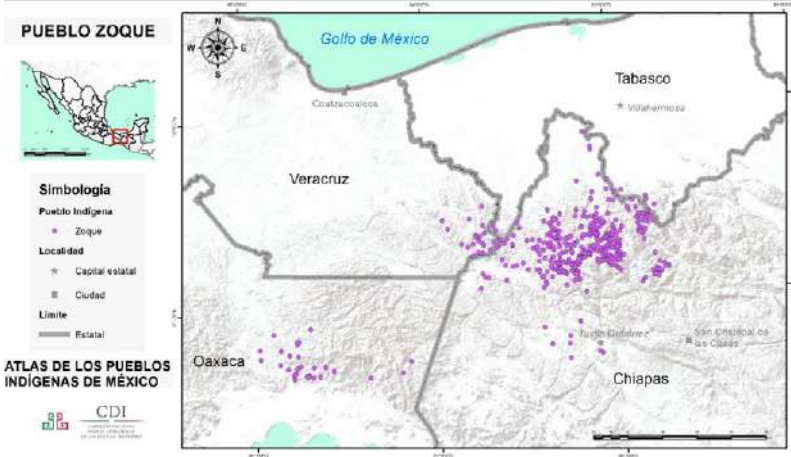 PUEBLO ZOQUE
Simbología
Pueblo Indígena
Zoque
Localidad
Capital estatal
Ciudad
Límite
Estatal
ATLAS DE LOS PUEBLOS
INDÍGENAS DE MÉXICO
CDI
N
W
E
S
Golfo de México
Coatzacoalcos
Tabasco
Villahermosa
Veracruz
Oaxaca
Tuxtla Gutiérrez
San Cristóbal de
las Casas
Chiapas